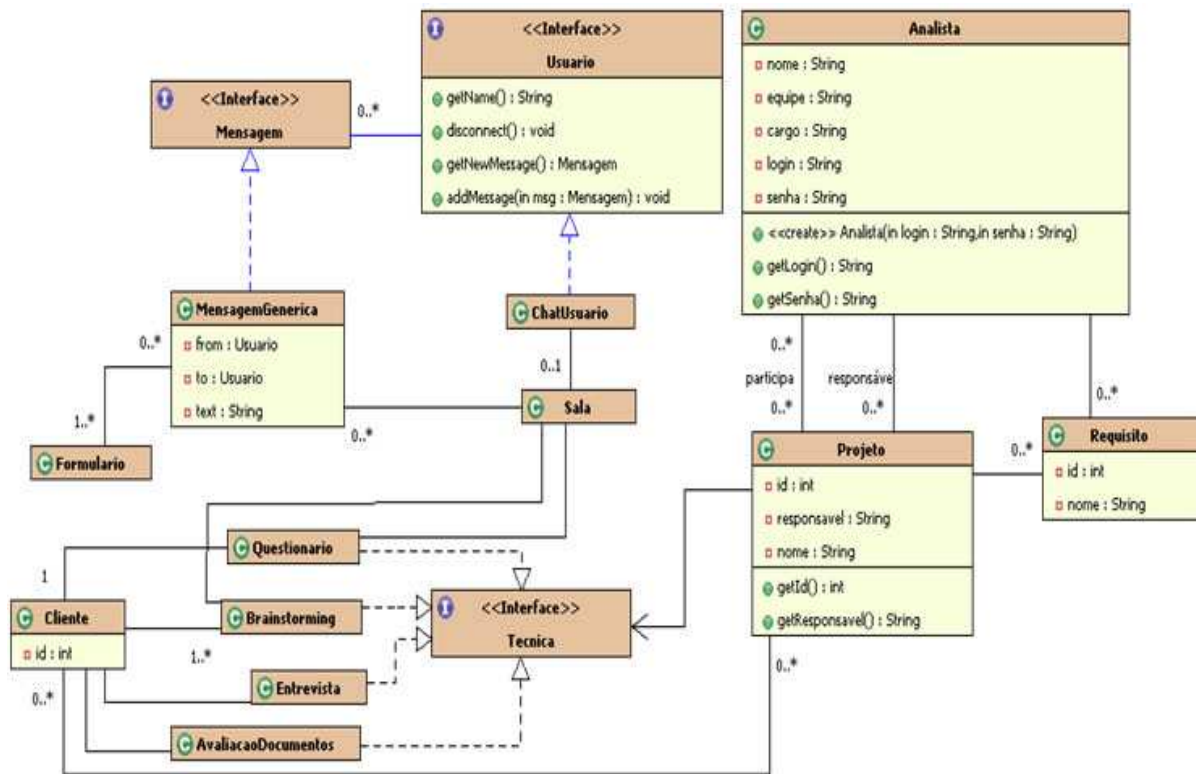 <<Interface>>
Usuario
getName() : String
disconnect() : void
getNewMessage() : Mensagem
addMessage(in msg : Mensagem) : void
Analista
nome : String
equipe : String
cargo : String
login : String
senha : String
<<create>> Analista(in login : String,in senha : String)
getLogin() : String
getSenha() : String
<<Interface>>
Mensagem
0..*
MensagemGenerica
from : Usuario
to : Usuario
text : String
ChatUsuario
0..*
0..1
0..*
participa
responsáve
0..*
0..*
0..*
1..*
Formulario
Sala
0..*
Projeto
id : int
responsavel : String
nome : String
getId() : int
getResponsavel() : String
0..*
Requisito
id : int
nome : String
Questionario
1
Cliente
id : int
0..*
Brainstorming
1..*
<<Interface>>
Tecnica
Entrevista
0..*
AvaliacaoDocumentos